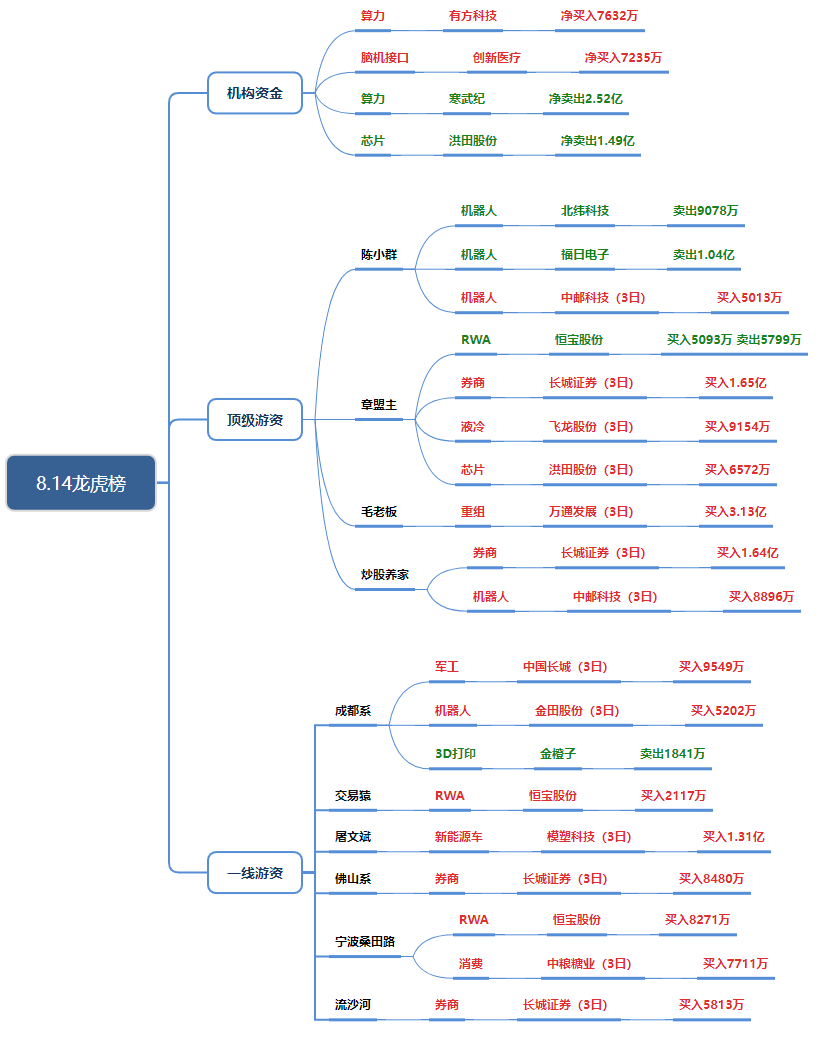 8.14龙虎榜
机构资金
算力 有方科技 净买入7632万
脑机接口 创新医疗 净买入7235万
算力 寒武纪 净卖出2.52亿
芯片 洪田股份 净卖出1.49亿
顶级游资
陈小群
机器人 北纬科技 卖出9078万
机器人 福日电子 卖出1.04亿
机器人 中邮科技（3日） 买入5013万
章盟主
RWA 恒宝股份 买入5093万 卖出5799万
券商 长城证券（3日） 买入1.65亿
液冷 飞龙股份（3日） 买入9154万
芯片 洪田股份（3日） 买入6572万
毛老板
重组 万通发展（3日） 买入3.13亿
炒股养家
券商 长城证券（3日） 买入1.64亿
机器人 中邮科技（3日） 买入8896万
一线游资
成都系
军工 中国长城（3日） 买入9549万
机器人 金田股份（3日） 买入5202万
3D打印 金橙子 卖出1841万
交易猿
RWA 恒宝股份 买入2117万
屠文斌
新能源车 模塑科技（3日） 买入1.31亿
佛山系
券商 长城证券（3日） 买入8480万
宁波桑田路
RWA 恒宝股份 买入8271万
消费 中粮糖业（3日） 买入7711万
流沙河
券商 长城证券（3日） 买入5813万